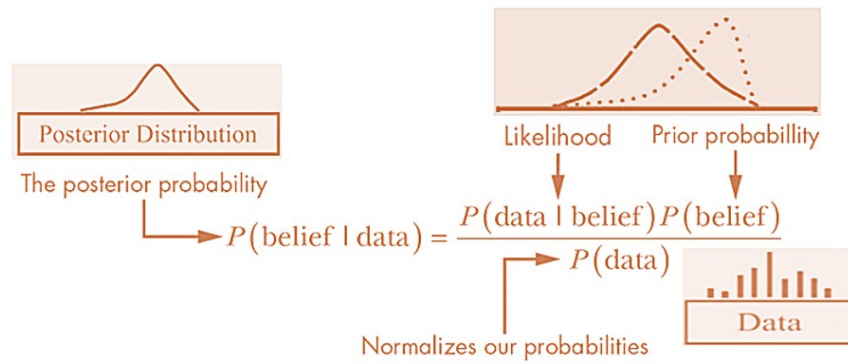 Posterior Distribution
The posterior probability
Likelihood
Prior probabillity
P(belief | data) = P(data | belief) P(belief)
P(data)
Data
Normalizes our probabilities